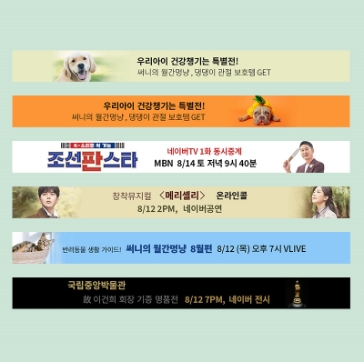 우리아이 건강챙기는 특별전!
써니의 월간멍냥, 댕댕이 관절 보호템 GET
우리아이 건강챙기는 특별전!
써니의 월간멍냥, 댕댕이 관절 보호템 GET
조선판스타
네이버TV 1화 동시중계
MBN 8/14 토 저녁 9시 40분
창작뮤지컬 <메리셸리> 온라인콜
8/12 2PM, 네이버공연
반려동물 생활 가이드! 써니의 월간멍냥 8월편 8/12 (목) 오후 7시 VLIVE
국립중앙박물관
故 이건희 회장 기증 명품전 8/12 7PM, 네이버 전시